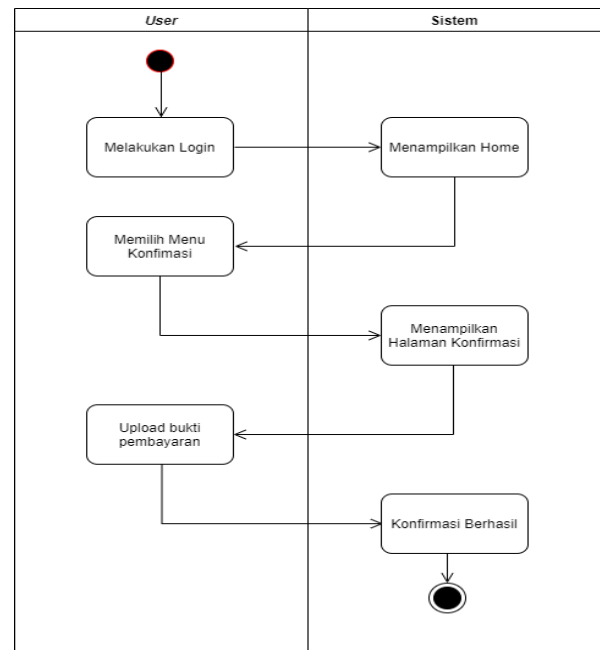 User
Sistem
Melakukan Login
Menampilkan Home
Memilih Menu
Konfimasi
Menampilkan
Halaman Konfirmasi
Upload bukti
pembayaran
Konfirmasi Berhasil